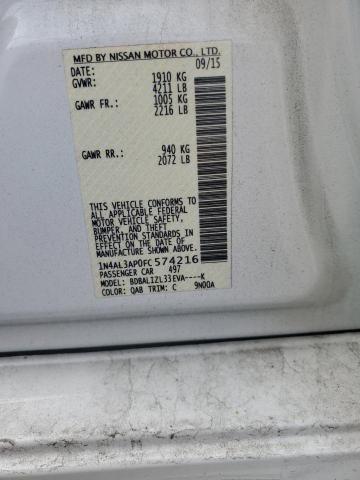 MFD BY NISSAN MOTOR CO., LTD.
DATE: 09/15
GVWR: 1910 KG
4211 LB
GAWR FR.: 1005 KG
2216 LB
GAWR RR.: 940 KG
2072 LB
THIS VEHICLE CONFORMS TO
ALL APPLICABLE FEDERAL
MOTOR VEHICLE SAFETY,
BUMPER, AND THEFT
PREVENTION STANDARDS
IN EFFECT ON THE DATE OF
MANUFACTURE SHOWN ABOVE.
1N4AL3AP0FC574216
PASSENGER CAR 497
MODEL: BDBALIZL33EVA----K
COLOR: QAB TRIM: C 9N00A